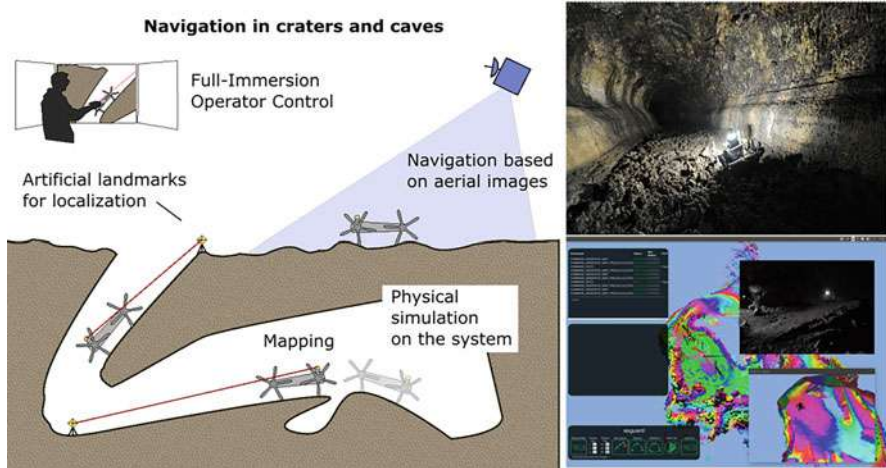 Navigation in craters and caves
Full-Immersion
Operator Control
Navigation based
on aerial images
Artificial landmarks
for localization
Physical
simulation
on the system
Mapping